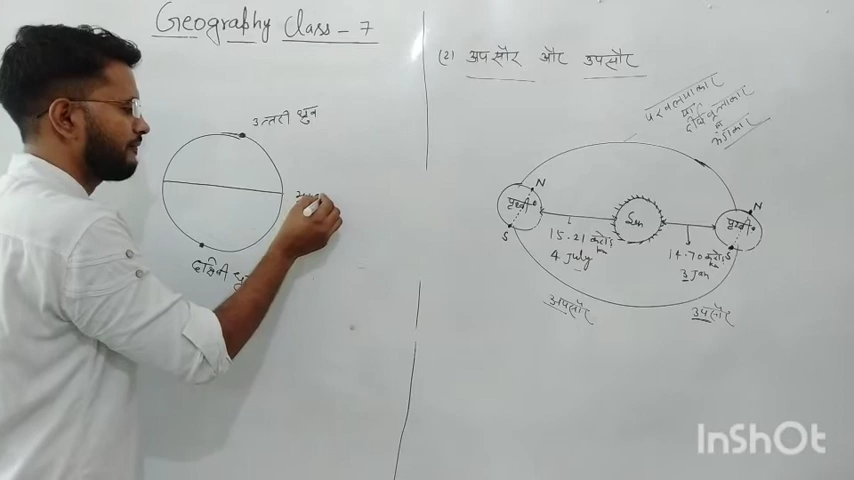 Geography Class - 7
उत्तरी ध्रुव
दक्षिणी
(2) अपसौर और उपसौर
परवलयाकार
या
दीर्घवृत्ताकार
व
अंडाकार
N
पृथ्वी
S
Sun
N
पृथ्वी
S
15.21 करोड़
km
4 July
14.70 करोड़
km
3 Jan
अपसौर
उपसौर
InShOt